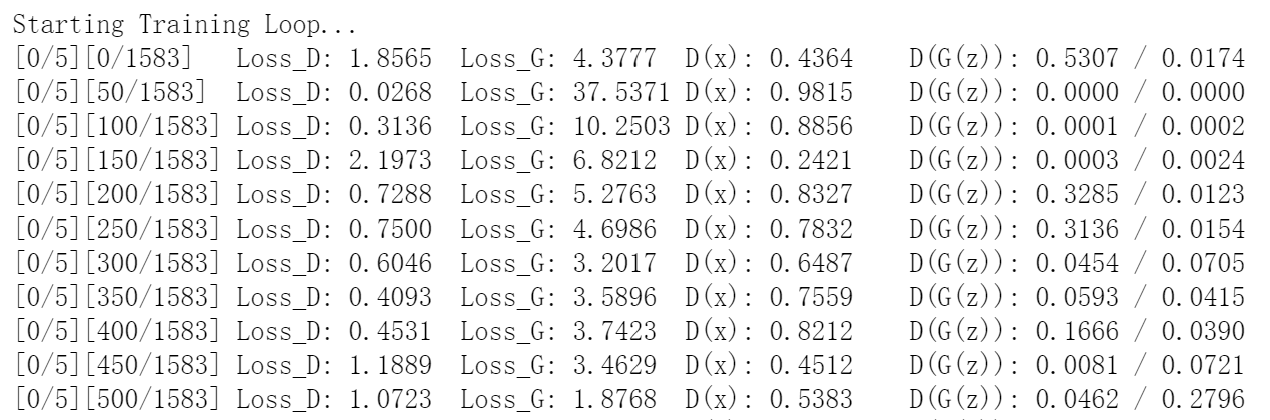 Starting Training Loop...
[0/5][0/1583] Loss_D: 1.8565 Loss_G: 4.3777 D(x): 0.4364 D(G(z)): 0.5307 / 0.0174
[0/5][50/1583] Loss_D: 0.0268 Loss_G: 37.5371 D(x): 0.9815 D(G(z)): 0.0000 / 0.0000
[0/5][100/1583] Loss_D: 0.3136 Loss_G: 10.2503 D(x): 0.8856 D(G(z)): 0.0001 / 0.0002
[0/5][150/1583] Loss_D: 2.1973 Loss_G: 6.8212 D(x): 0.2421 D(G(z)): 0.0003 / 0.0024
[0/5][200/1583] Loss_D: 0.7288 Loss_G: 5.2763 D(x): 0.8327 D(G(z)): 0.3285 / 0.0123
[0/5][250/1583] Loss_D: 0.7500 Loss_G: 4.6986 D(x): 0.7832 D(G(z)): 0.3136 / 0.0154
[0/5][300/1583] Loss_D: 0.6046 Loss_G: 3.2017 D(x): 0.6487 D(G(z)): 0.0454 / 0.0705
[0/5][350/1583] Loss_D: 0.4093 Loss_G: 3.5896 D(x): 0.7559 D(G(z)): 0.0593 / 0.0415
[0/5][400/1583] Loss_D: 0.4531 Loss_G: 3.7423 D(x): 0.8212 D(G(z)): 0.1666 / 0.0390
[0/5][450/1583] Loss_D: 1.1889 Loss_G: 3.4629 D(x): 0.4512 D(G(z)): 0.0081 / 0.0721
[0/5][500/1583] Loss_D: 1.0723 Loss_G: 1.8768 D(x): 0.5383 D(G(z)): 0.0462 / 0.2796